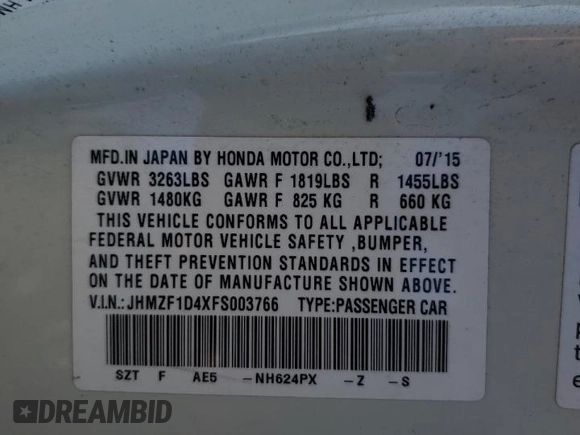 MFD.IN JAPAN BY HONDA MOTOR CO.,LTD; 07/'15
GVWR 3263LBS GAWR F 1819LBS R 1455LBS
GVWR 1480KG GAWR F 825 KG R 660 KG
THIS VEHICLE CONFORMS TO ALL APPLICABLE
FEDERAL MOTOR VEHICLE SAFETY ,BUMPER,
AND THEFT PREVENTION STANDARDS IN EFFECT
ON THE DATE OF MANUFACTURE SHOWN ABOVE.
V.I.N.:JHMZF1D4XFS003766 TYPE:PASSENGER CAR
SZT F AE5 -NH624PX -Z -S
DREAMBID